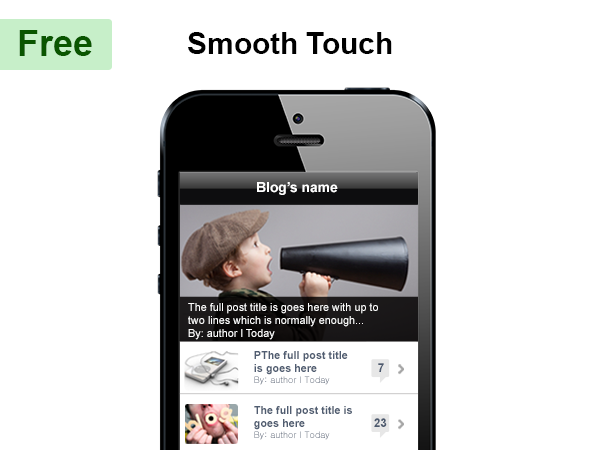 Free
Smooth Touch
Blog's name
The full post title is goes here with up to
two lines which is normally enough...
By: author I Today
PThe full post title
is goes here
By: author I Today
7
The full post title is
goes here
By: author I Today
23